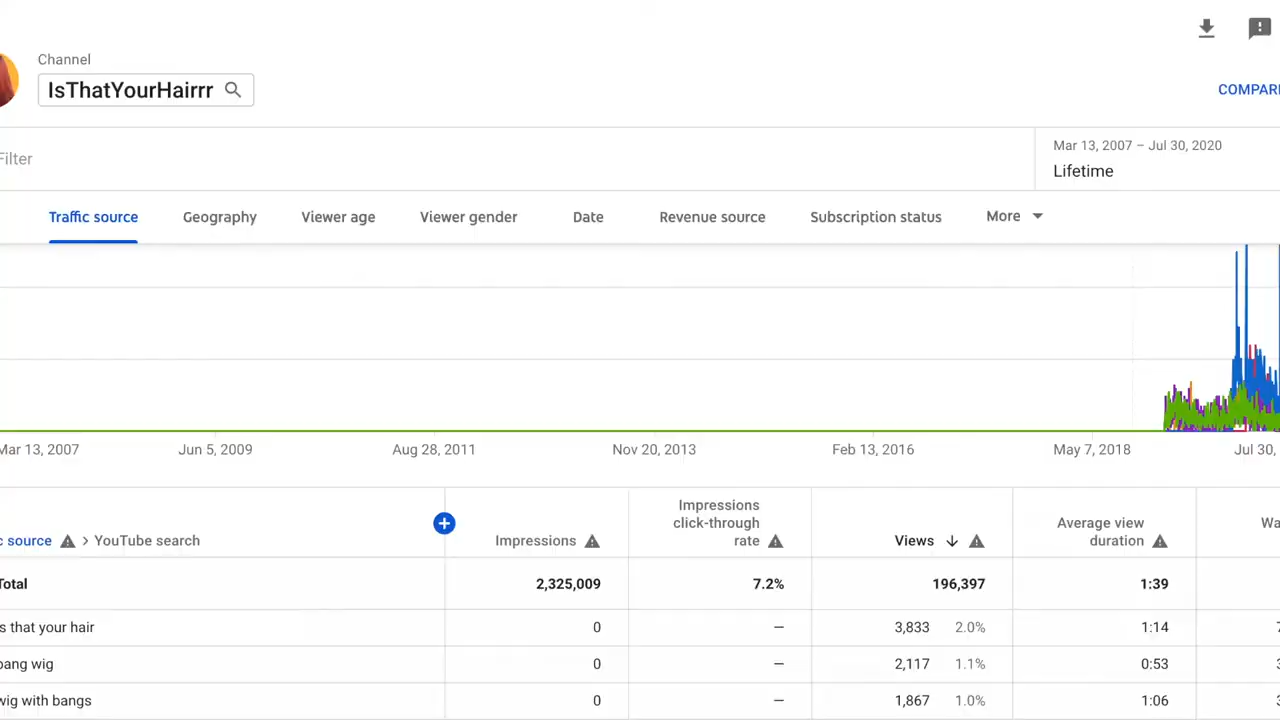 Channel
IsThatYourHairrr
COMPAR
Filter
Mar 13, 2007 – Jul 30, 2020
Lifetime
Traffic source Geography Viewer age Viewer gender Date Revenue source Subscription status More
Mar 13, 2007 Jun 5, 2009 Aug 28, 2011 Nov 20, 2013 Feb 13, 2016 May 7, 2018 Jul 30,
c source > YouTube search Impressions Impressions click-through rate Views Average view duration Wa
Total 2,325,009 7.2% 196,397 1:39
s that your hair 0 — 3,833 2.0% 1:14
bang wig 0 — 2,117 1.1% 0:53
wig with bangs 0 — 1,867 1.0% 1:06